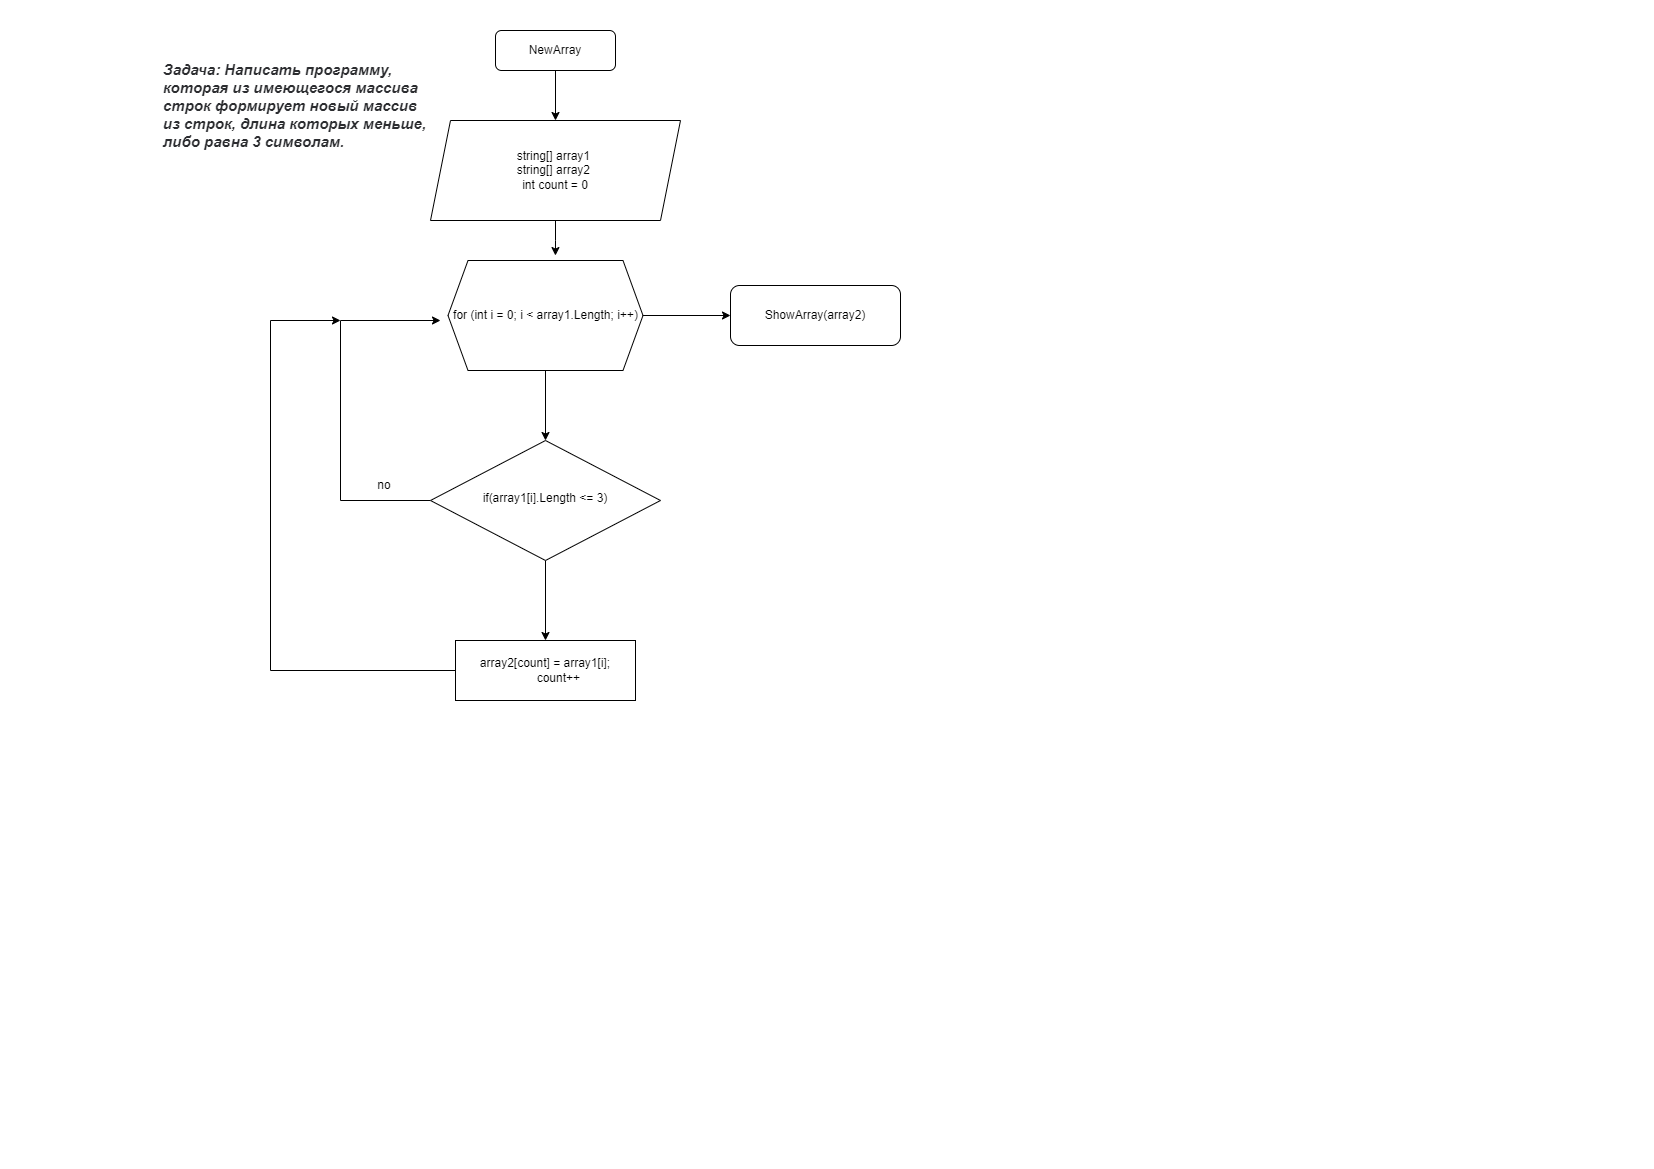 NewArray
Задача: Написать программу,
которая из имеющегося массива
строк формирует новый массив
из строк, длина которых меньше,
либо равна 3 символам.
string[] array1
string[] array2
int count = 0
for (int i = 0; i < array1.Length; i++)
ShowArray(array2)
no
if(array1[i].Length <= 3)
array2[count] = array1[i];
count++